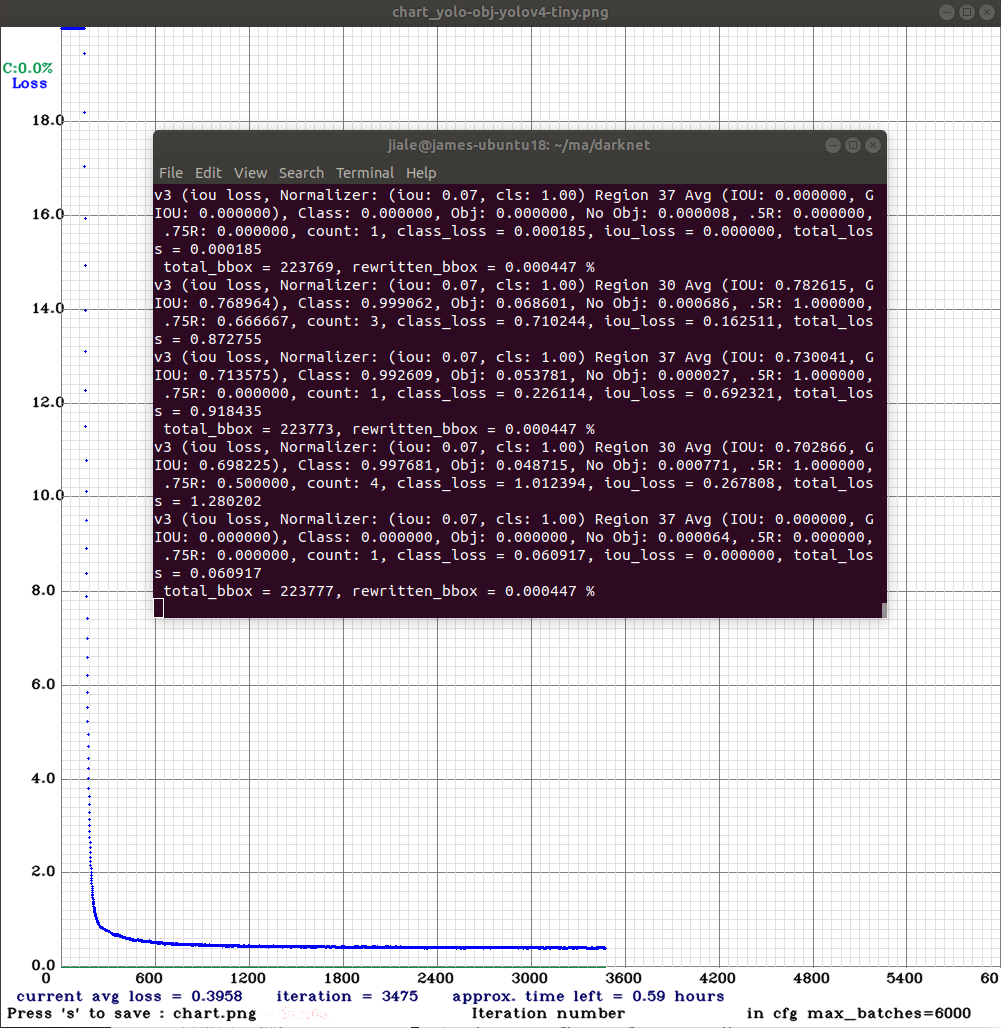 chart_yolo-obj-yolov4-tiny.png
C:0.0%
Loss
18.0
16.0
14.0
12.0
10.0
8.0
6.0
4.0
2.0
0.0
jiale@james-ubuntu18: ~/ma/darknet
File Edit View Search Terminal Help
v3 (iou loss, Normalizer: (iou: 0.07, cls: 1.00) Region 37 Avg (IOU: 0.000000, G
IOU: 0.000000), Class: 0.000000, Obj: 0.000000, No Obj: 0.000008, .5R: 0.000000,
.75R: 0.000000, count: 1, class_loss = 0.000185, iou_loss = 0.000000, total_los
s = 0.000185
total_bbox = 223769, rewritten_bbox = 0.000447 %
v3 (iou loss, Normalizer: (iou: 0.07, cls: 1.00) Region 30 Avg (IOU: 0.782615, G
IOU: 0.768964), Class: 0.999062, Obj: 0.068601, No Obj: 0.000686, .5R: 1.000000,
.75R: 0.666667, count: 3, class_loss = 0.710244, iou_loss = 0.162511, total_los
s = 0.872755
v3 (iou loss, Normalizer: (iou: 0.07, cls: 1.00) Region 37 Avg (IOU: 0.730041, G
IOU: 0.713575), Class: 0.992609, Obj: 0.053781, No Obj: 0.000027, .5R: 1.000000,
.75R: 0.000000, count: 1, class_loss = 0.226114, iou_loss = 0.692321, total_los
s = 0.918435
total_bbox = 223773, rewritten_bbox = 0.000447 %
v3 (iou loss, Normalizer: (iou: 0.07, cls: 1.00) Region 30 Avg (IOU: 0.702866, G
IOU: 0.698225), Class: 0.997681, Obj: 0.048715, No Obj: 0.000771, .5R: 1.000000,
.75R: 0.500000, count: 4, class_loss = 1.012394, iou_loss = 0.267808, total_los
s = 1.280202
v3 (iou loss, Normalizer: (iou: 0.07, cls: 1.00) Region 37 Avg (IOU: 0.000000, G
IOU: 0.000000), Class: 0.000000, Obj: 0.000000, No Obj: 0.000064, .5R: 0.000000,
.75R: 0.000000, count: 1, class_loss = 0.060917, iou_loss = 0.000000, total_los
s = 0.060917
total_bbox = 223777, rewritten_bbox = 0.000447 %
0 600 1200 1800 2400 3000 3600 4200 4800 5400 60
current avg loss = 0.3958 iteration = 3475 approx. time left = 0.59 hours
Press 's' to save : chart.png Iteration number in cfg max_batches=6000